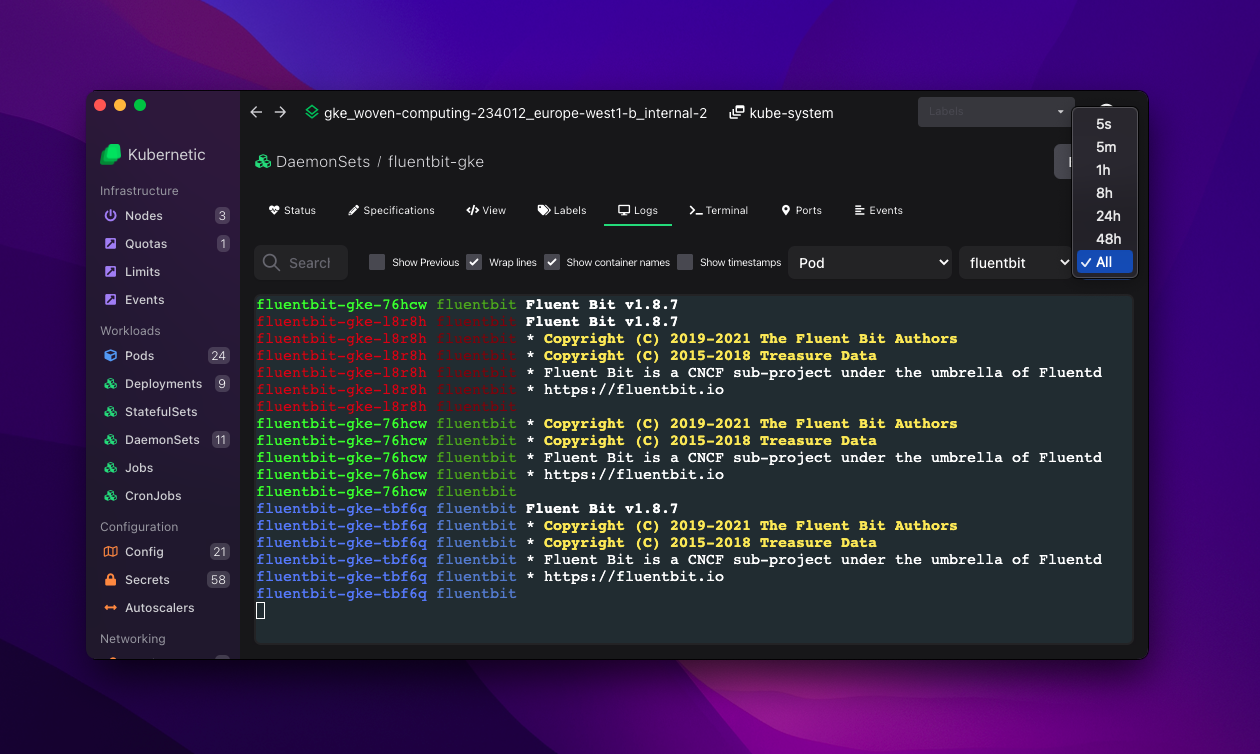 gke_woven-computing-234012_europe-west1-b_internal-2 kube-system Labels
Kubernetic
Infrastructure
Nodes 3
Quotas 1
Limits
Events
Workloads
Pods 24
Deployments 9
StatefulSets
DaemonSets 11
Jobs
CronJobs
Configuration
Config 21
Secrets 58
Autoscalers
Networking
DaemonSets / fluentbit-gke
Status Specifications View Labels Logs Terminal Ports Events
Searcl Show Previous Wrap lines Show container names Show timestamps Pod fluentbit
5s
5m
1h
8h
24h
48h
All
fluentbit-gke-76hcw fluentbit Fluent Bit v1.8.7
fluentbit-gke-l8r8h fluentbit Fluent Bit v1.8.7
fluentbit-gke-l8r8h fluentbit * Copyright (C) 2019-2021 The Fluent Bit Authors
fluentbit-gke-l8r8h fluentbit * Copyright (C) 2015-2018 Treasure Data
fluentbit-gke-l8r8h fluentbit * Fluent Bit is a CNCF sub-project under the umbrella of Fluentd
fluentbit-gke-l8r8h fluentbit * https://fluentbit.io
fluentbit-gke-l8r8h fluentbit
fluentbit-gke-76hcw fluentbit * Copyright (C) 2019-2021 The Fluent Bit Authors
fluentbit-gke-76hcw fluentbit * Copyright (C) 2015-2018 Treasure Data
fluentbit-gke-76hcw fluentbit * Fluent Bit is a CNCF sub-project under the umbrella of Fluentd
fluentbit-gke-76hcw fluentbit * https://fluentbit.io
fluentbit-gke-76hcw fluentbit
fluentbit-gke-tbf6q fluentbit Fluent Bit v1.8.7
fluentbit-gke-tbf6q fluentbit * Copyright (C) 2019-2021 The Fluent Bit Authors
fluentbit-gke-tbf6q fluentbit * Copyright (C) 2015-2018 Treasure Data
fluentbit-gke-tbf6q fluentbit * Fluent Bit is a CNCF sub-project under the umbrella of Fluentd
fluentbit-gke-tbf6q fluentbit * https://fluentbit.io
fluentbit-gke-tbf6q fluentbit